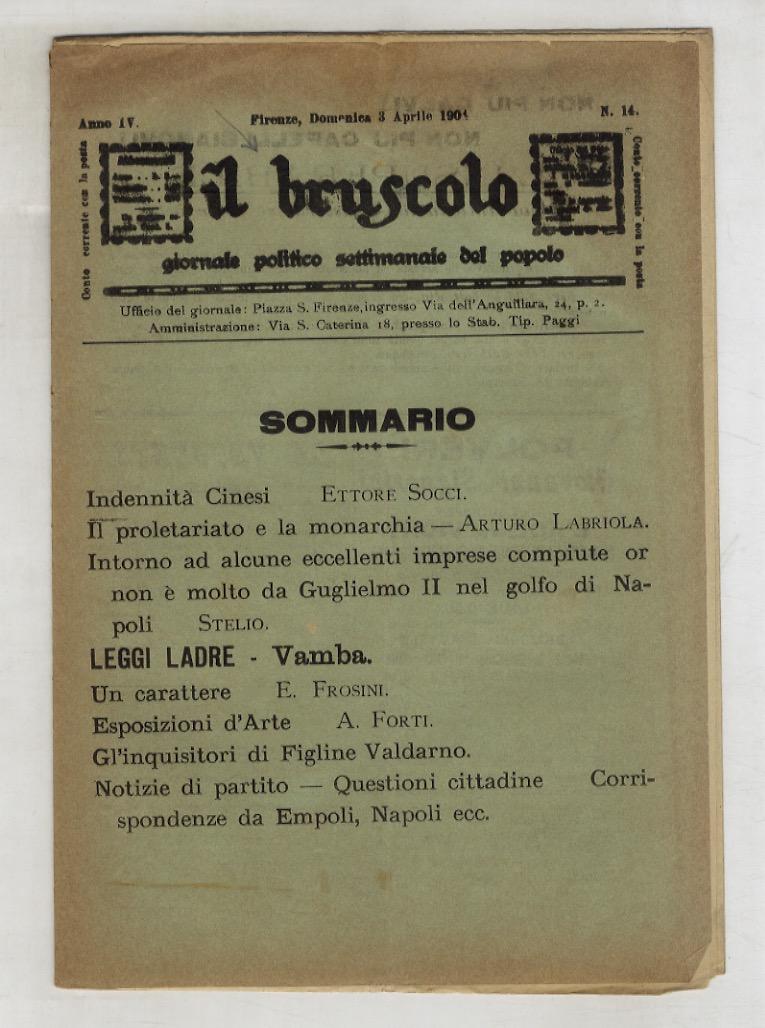 Anno IV.
Firenze, Domenica 3 Aprile 1904
N. 14.
Conto corrente con la posta
il bruscolo
Conto corrente con la posta
giornale politico settimanale del popolo
Ufficio del giornale: Piazza S. Firenze, ingresso Via dell'Anguillara, 24, p. 2.
Amministrazione: Via S. Caterina 18, presso lo Stab. Tip. Paggi
SOMMARIO
Indennità Cinesi ETTORE SOCCI.
Il proletariato e la monarchia — ARTURO LABRIOLA.
Intorno ad alcune eccellenti imprese compiute or
non è molto da Guglielmo II nel golfo di Na-
poli STELIO.
LEGGI LADRE - Vamba.
Un carattere E. FROSINI.
Esposizioni d'Arte A. FORTI.
Gl'inquisitori di Figline Valdarno.
Notizie di partito — Questioni cittadine Corri-
spondenze da Empoli, Napoli ecc.